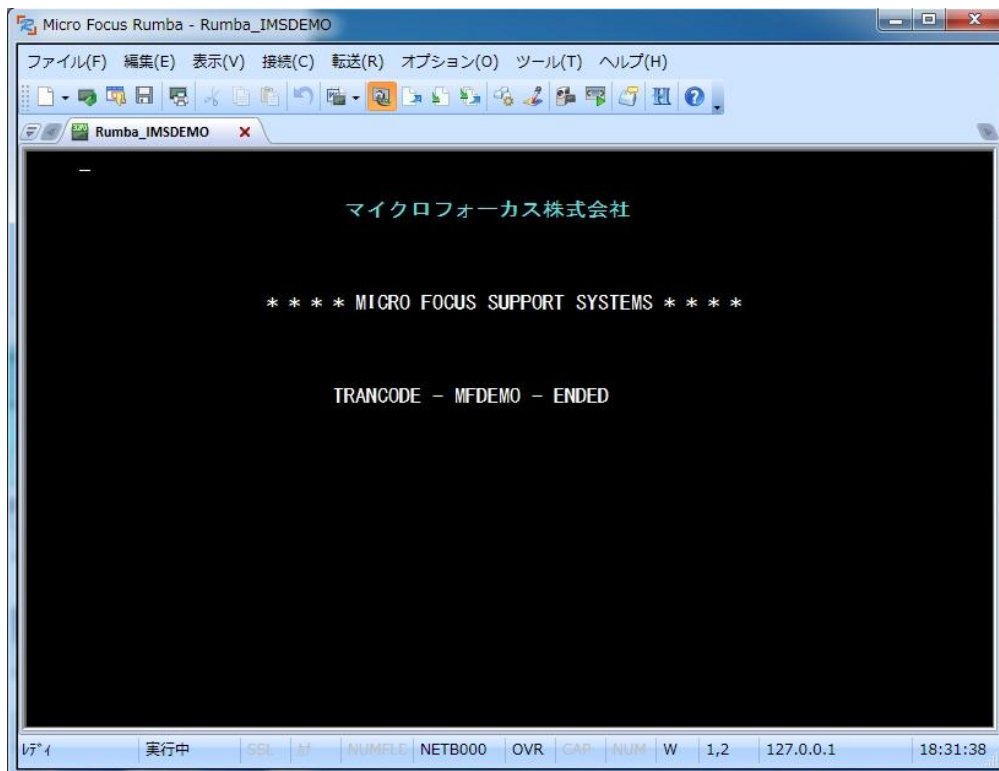 Micro Focus Rumba - Rumba_IMSDEMO
ファイル(F) 編集(E) 表示(V) 接続(C) 転送(R) オプション(O) ツール(T) ヘルプ(H)
Rumba_IMSDEMO
マイクロフォーカス株式会社
* * * * MICRO FOCUS SUPPORT SYSTEMS * * * *
TRANCODE - MFDEMO - ENDED
ﾚﾃﾞｨ 実行中 SSL NUMFLD NETB000 OVR CAP NUM W 1,2 127.0.0.1 18:31:38